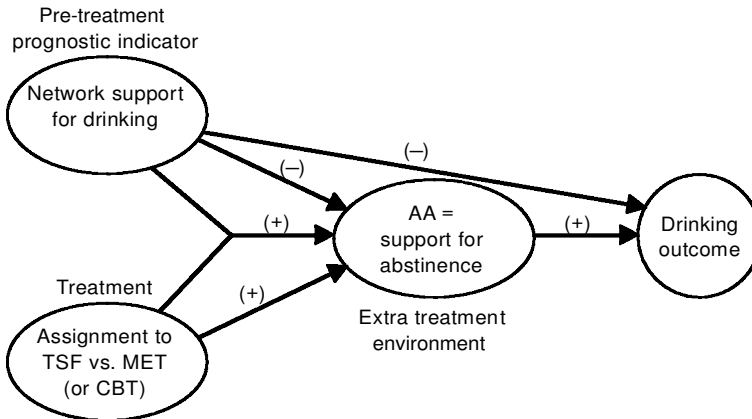 Pre-treatment
prognostic indicator
Network support
for drinking
(–)
(–)
(+)
AA =
support for
abstinence
(+)
Drinking
outcome
Treatment
(+)
Assignment to
TSF vs. MET
(or CBT)
Extra treatment
environment